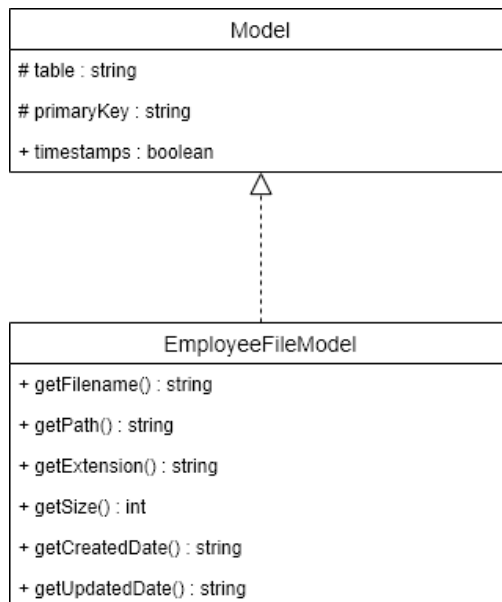 Model
# table : string
# primaryKey : string
+ timestamps : boolean
EmployeeFileModel
+ getFilename() : string
+ getPath() : string
+ getExtension() : string
+ getSize() : int
+ getCreatedDate() : string
+ getUpdatedDate() : string